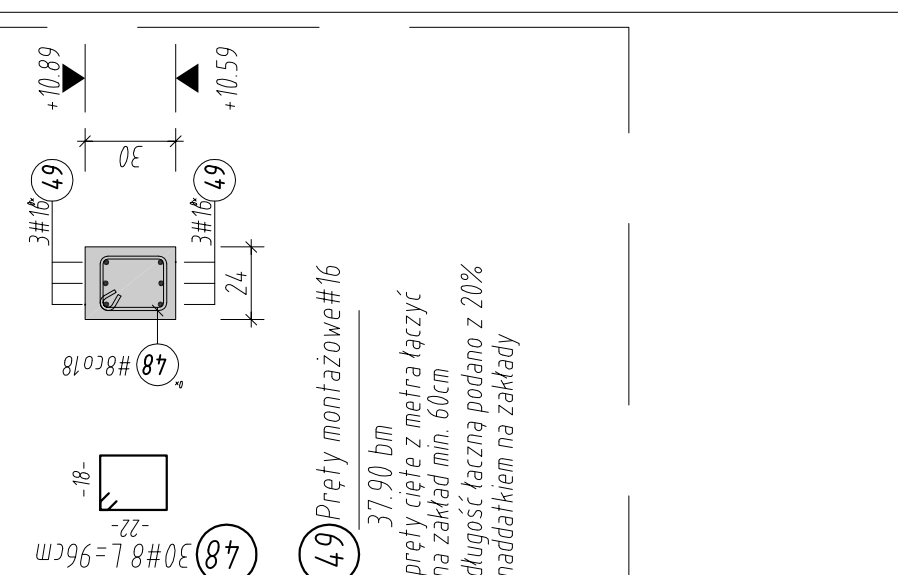 +10.89
+10.59
30
49
49
3#16
3#16
24
#8co18
48
-18-
-22-
48
30#8 L=96cm
49
Pręty montażowe#16
37.90 bm
pręty cięte z metra łączyć
na zakład min. 60cm
długość łaczną podano z 20%
naddatkiem na zakłady